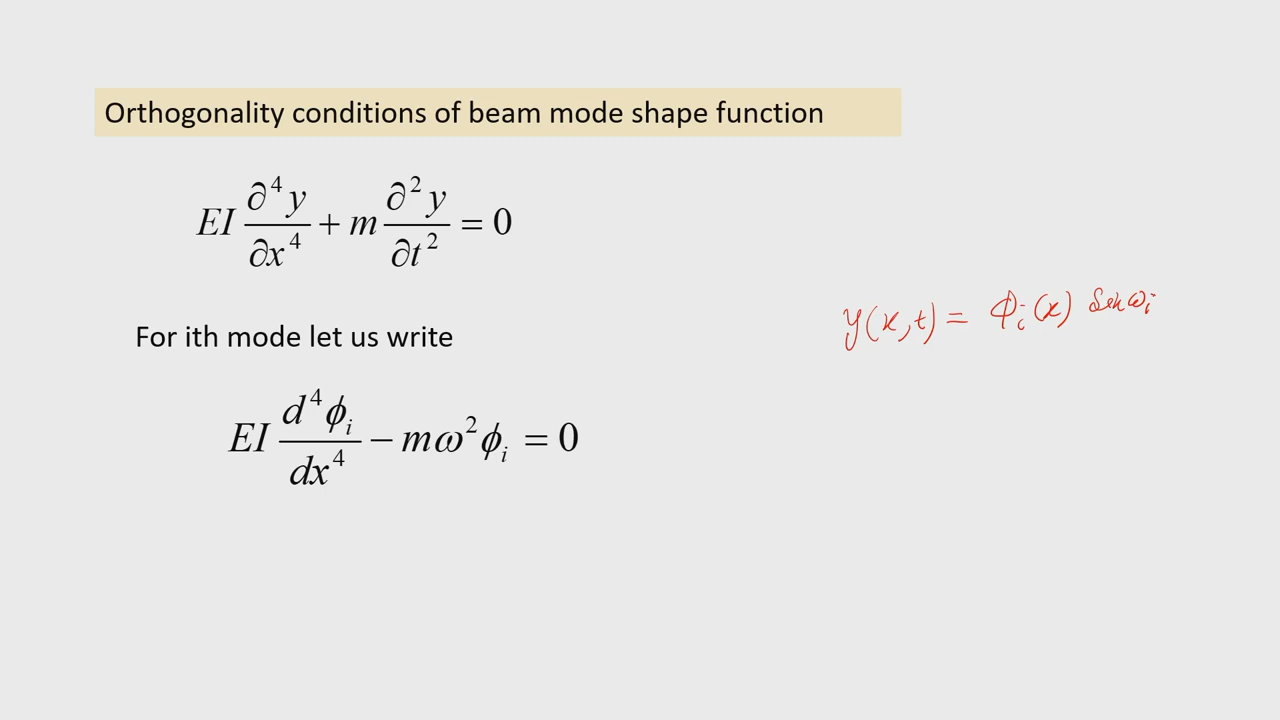 Orthogonality conditions of beam mode shape function
EI ∂⁴y/∂x⁴ + m ∂²y/∂t² = 0
y(x,t) = ϕᵢ(x) Sin ωᵢ
For ith mode let us write
EI d⁴ϕᵢ/dx⁴ − mω²ϕᵢ = 0